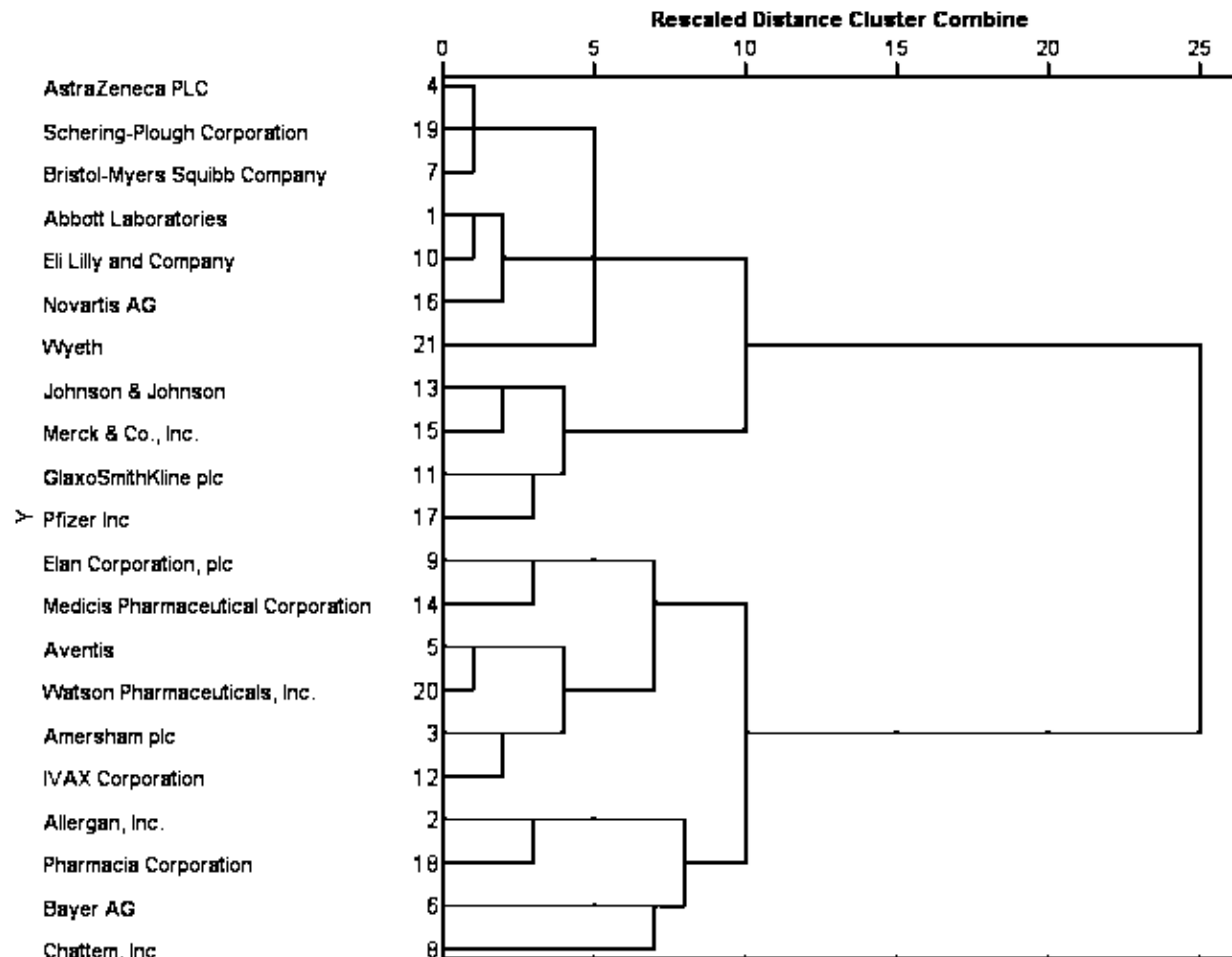 Rescaled Distance Cluster Combine
0 5 10 15 20 25
AstraZeneca PLC 4
Schering-Plough Corporation 19
Bristol-Myers Squibb Company 7
Abbott Laboratories 1
Eli Lilly and Company 10
Novartis AG 16
Wyeth 21
Johnson & Johnson 13
Merck & Co., Inc. 15
GlaxoSmithKline plc 11
Y Pfizer Inc 17
Elan Corporation, plc 9
Medicis Pharmaceutical Corporation 14
Aventis 5
Watson Pharmaceuticals, Inc. 20
Amersham plc 3
IVAX Corporation 12
Allergan, Inc. 2
Pharmacia Corporation 18
Bayer AG 6
Chattem, Inc 8